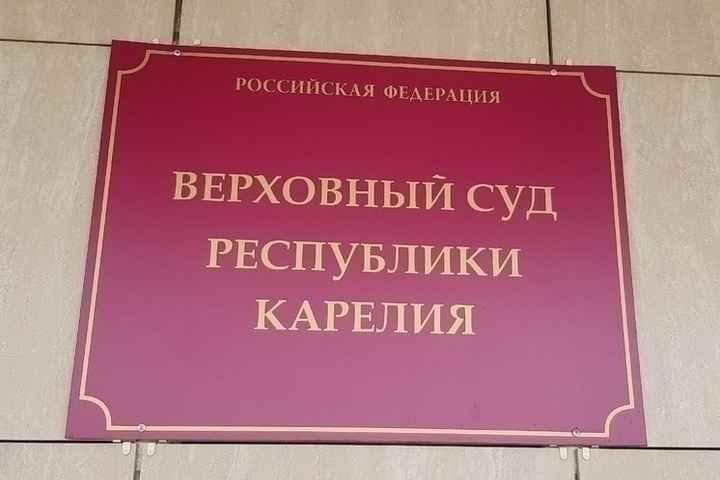 РОССИЙСКАЯ ФЕДЕРАЦИЯ
ВЕРХОВНЫЙ СУД
РЕСПУБЛИКИ
КАРЕЛИЯ